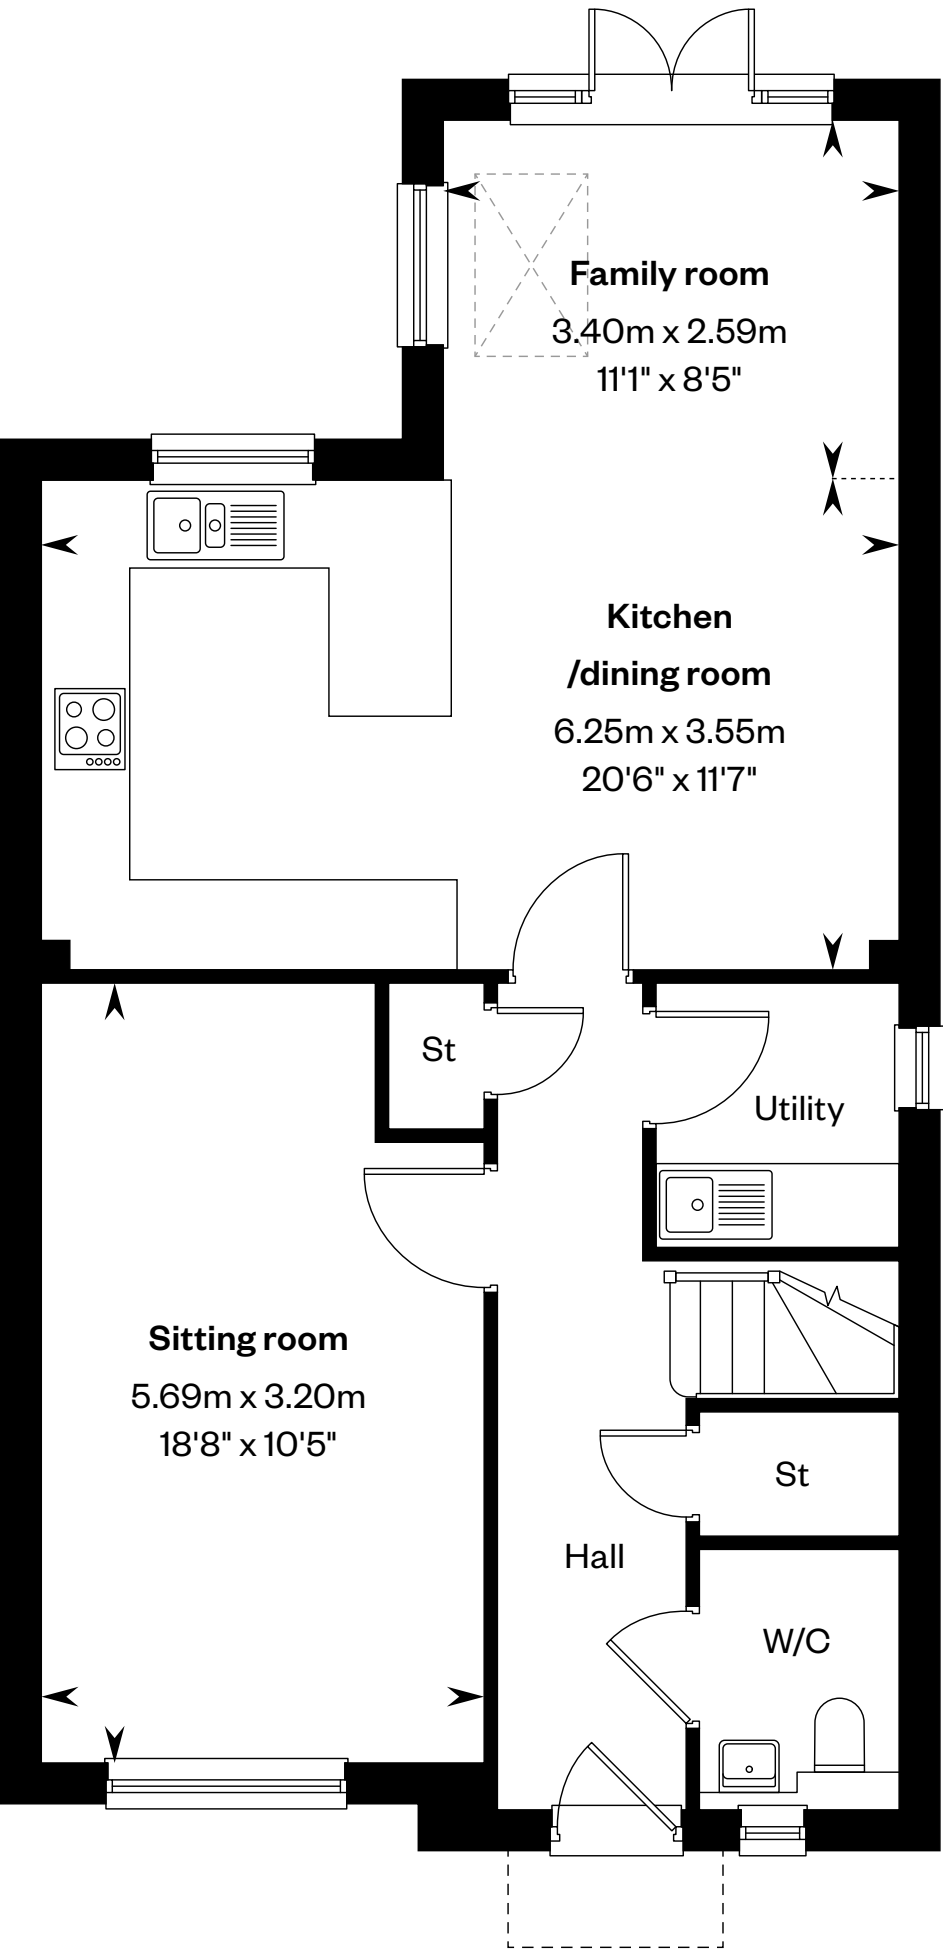 Family room
3.40m x 2.59m
11'1" x 8'5"
Kitchen
/dining room
6.25m x 3.55m
20'6" x 11'7"
St
Utility
Sitting room
5.69m x 3.20m
18'8" x 10'5"
St
Hall
W/C